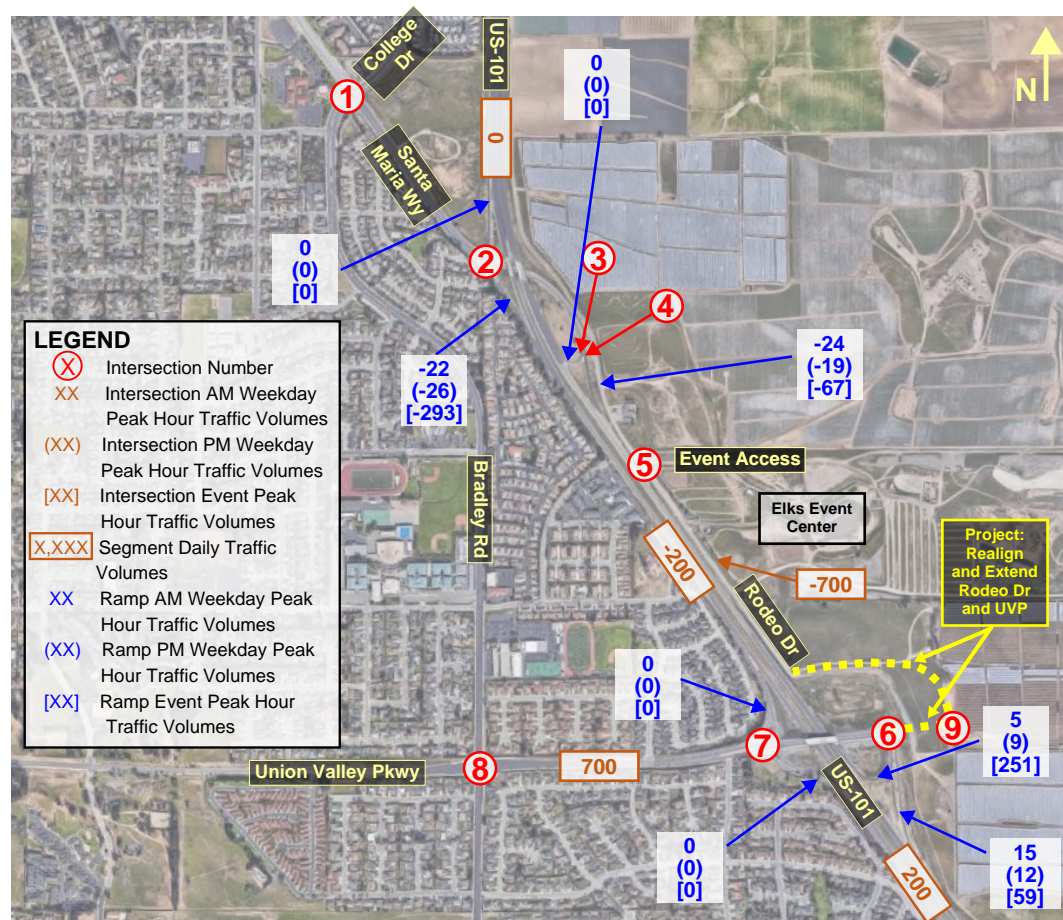 College
Dr
US-101
N
1
0
(0)
[0]
0
Santa
Maria Wy
0
(0)
[0]
2
3
4
LEGEND
X Intersection Number
XX Intersection AM Weekday
Peak Hour Traffic Volumes
(XX) Intersection PM Weekday
Peak Hour Traffic Volumes
[XX] Intersection Event Peak
Hour Traffic Volumes
X,XXX Segment Daily Traffic
Volumes
XX Ramp AM Weekday Peak
Hour Traffic Volumes
(XX) Ramp PM Weekday Peak
Hour Traffic Volumes
[XX] Ramp Event Peak Hour
Traffic Volumes
-22
(-26)
[-293]
-24
(-19)
[-67]
5
Event Access
Bradley Rd
Elks Event
Center
-200
-700
Project:
Realign
and Extend
Rodeo Dr
and UVP
Rodeo Dr
0
(0)
[0]
7
6
9
5
(9)
[251]
Union Valley Pkwy
8
700
US-101
0
(0)
[0]
15
(12)
[59]
200